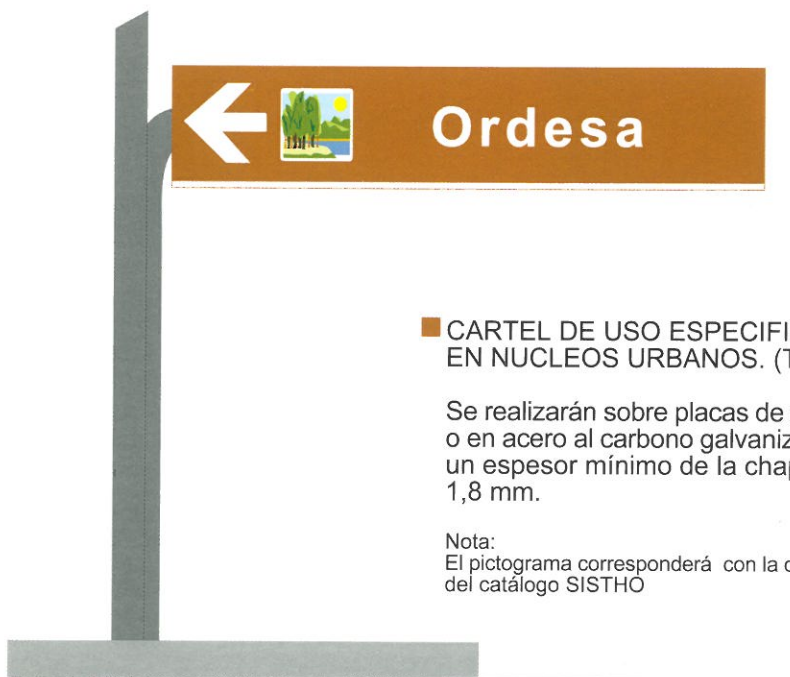 Ordesa
CARTEL DE USO ESPECIFI
EN NUCLEOS URBANOS. (T
Se realizarán sobre placas de
o en acero al carbono galvaniz
un espesor mínimo de la chap
1,8 mm.
Nota:
El pictograma corresponderá con la
del catálogo SISTHO